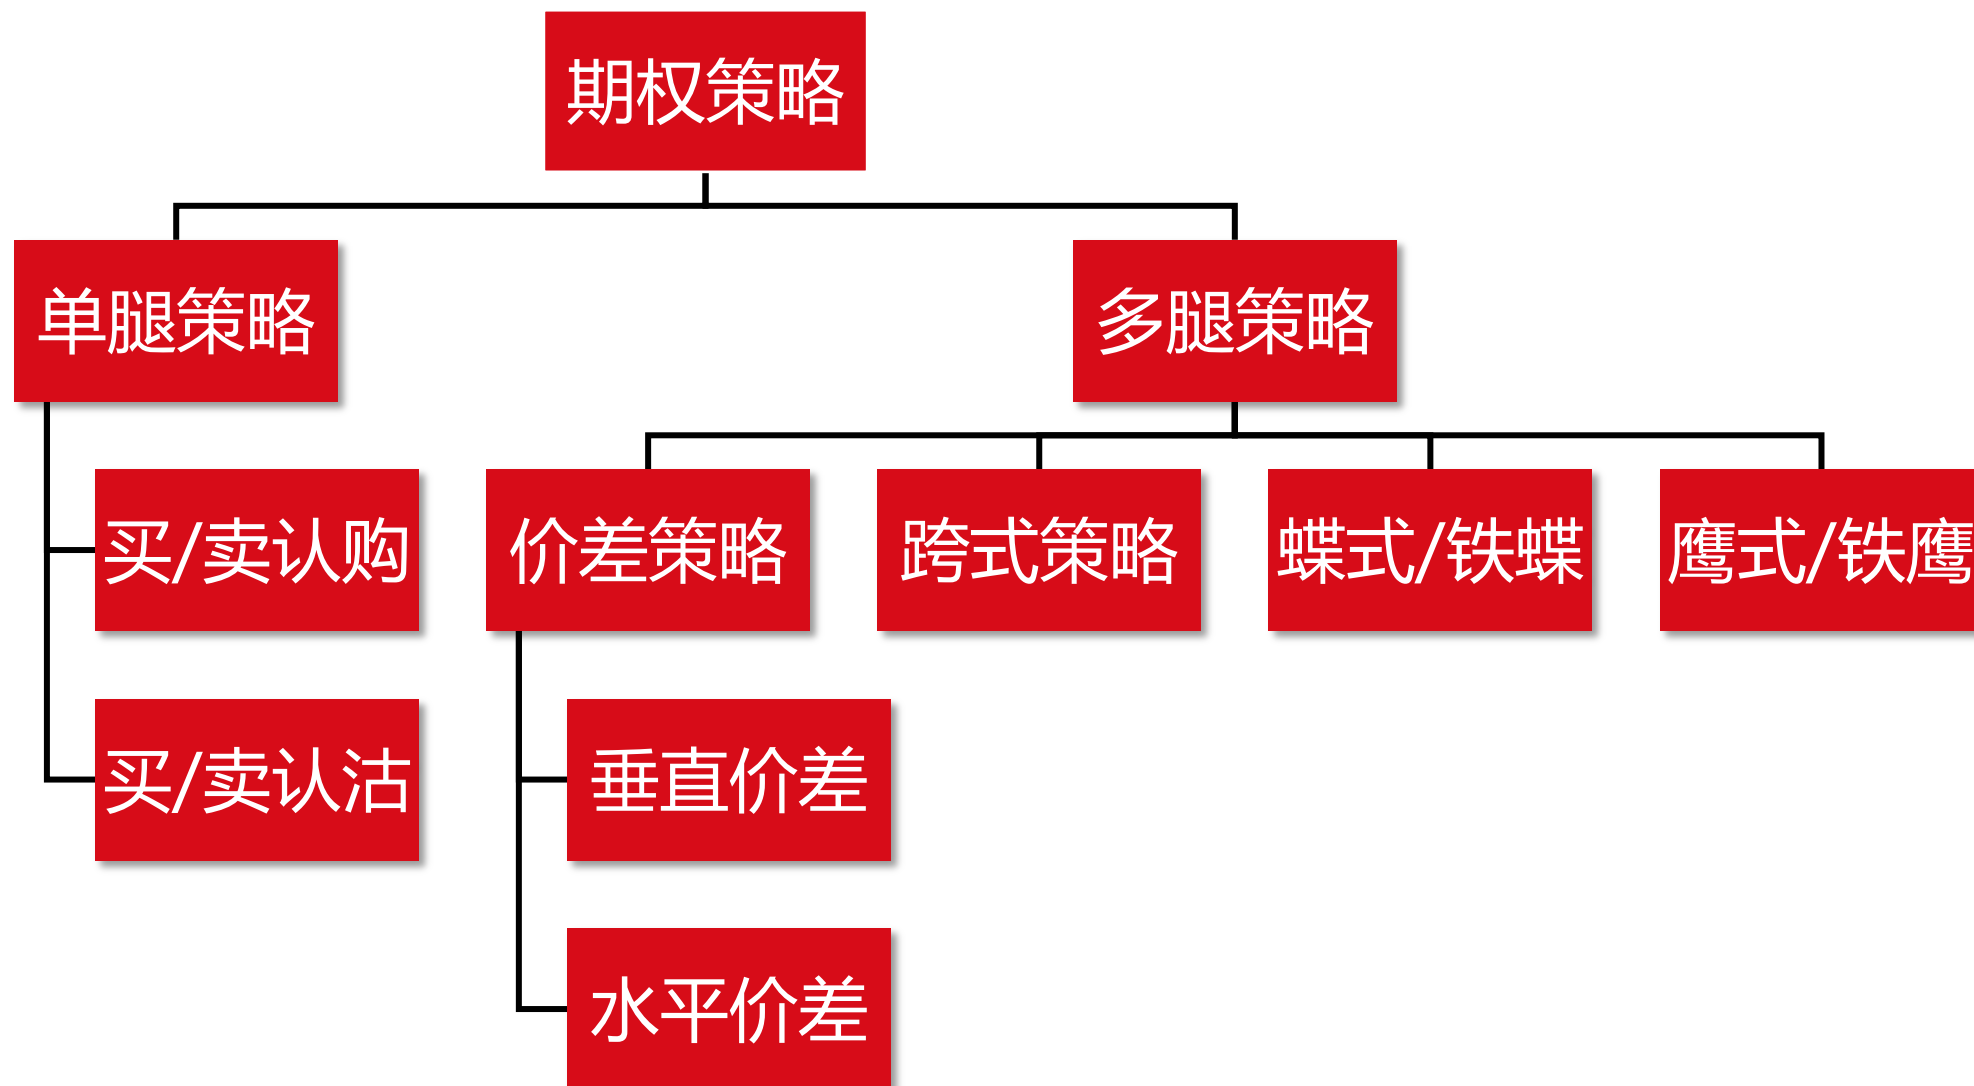 期权策略
单腿策略
多腿策略
买/卖认购
价差策略
跨式策略
蝶式/铁蝶
鹰式/铁鹰
买/卖认沽
垂直价差
水平价差